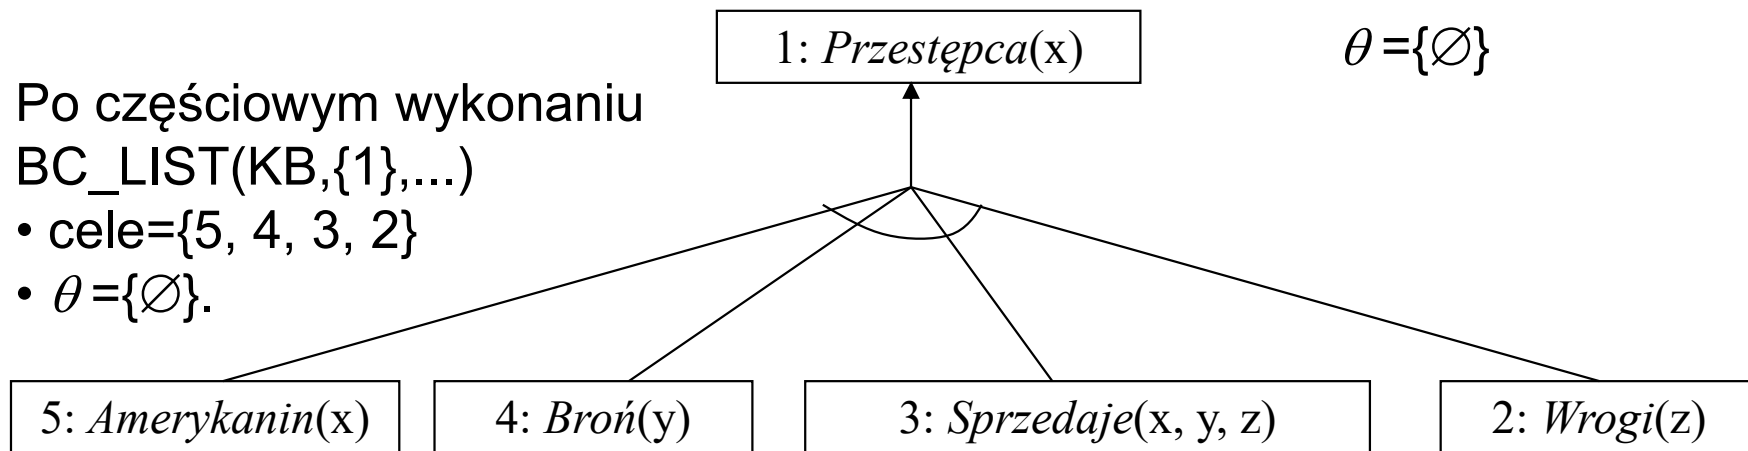 1: Przestępca(x)
θ ={∅}
Po częściowym wykonaniu
BC_LIST(KB,{1},...)
• cele={5, 4, 3, 2}
• θ ={∅}.
5: Amerykanin(x)
4: Broń(y)
3: Sprzedaje(x, y, z)
2: Wrogi(z)